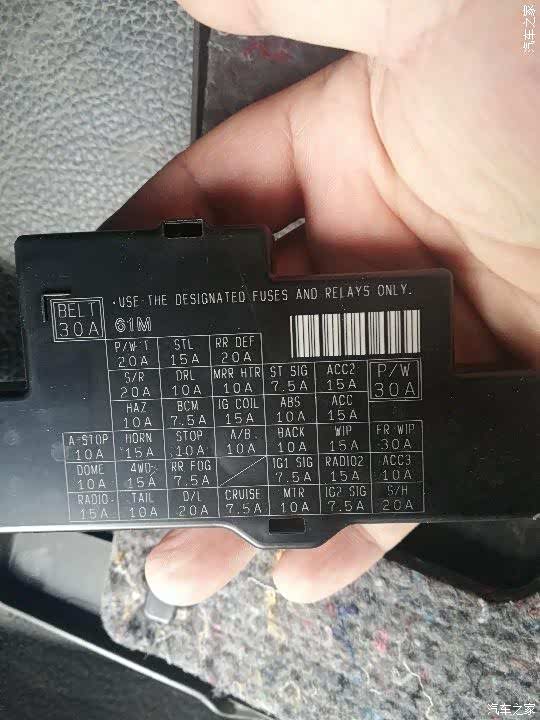 汽车之家
·USE THE DESIGNATED FUSES AND RELAYS ONLY.
BELT
30A
61M
P/W T STL RR DEF
20A 15A 20A
S/R DRL MRR HTR ST SIG ACC2 P/W
20A 10A 10A 7.5A 15A 30A
HAZ BCM IG COIL ABS ACC
10A 7.5A 15A 10A 15A
A-STOP HORN STOP A/B BACK WIP FR WIP
10A 15A 10A 10A 10A 15A 30A
DOME 4WD RR FOG IG1 SIG RADIO2 ACC3
10A 15A 7.5A 7.5A 15A 10A
RADIO TAIL D/L CRUISE MTR IG2 SIG S/H
15A 10A 20A 7.5A 10A 7.5A 20A
汽车之家